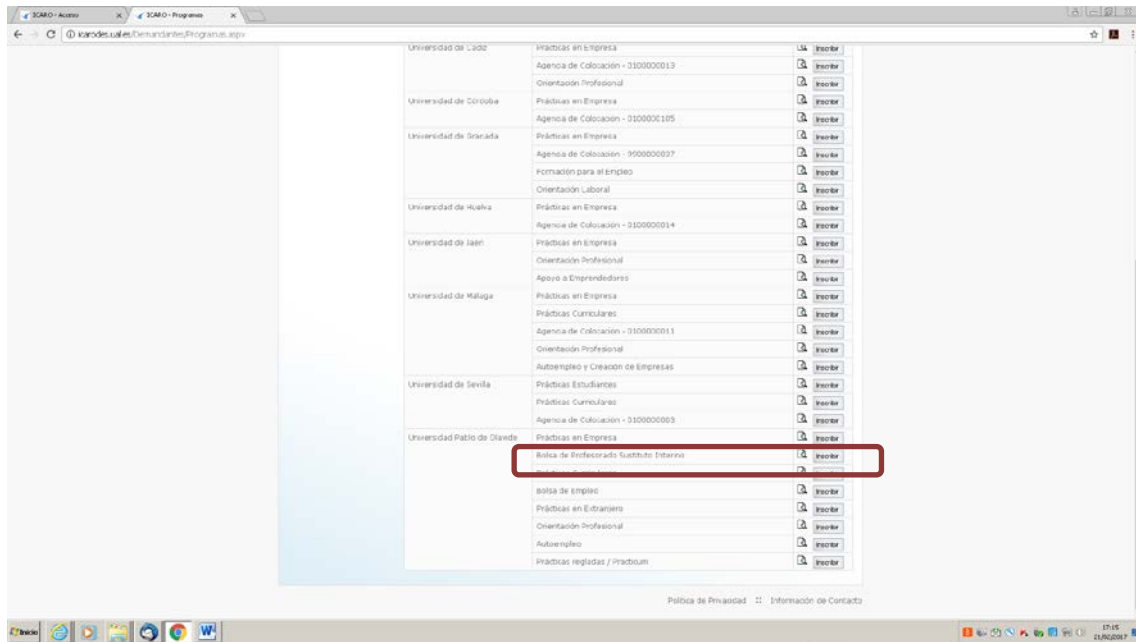 ICARO - Acceso
ICARO - Programas
icarodes.ual.es/Demandantes/Programas.aspx
Universidad de Cádiz Prácticas en Empresa Inscribir
Agencia de Colocación - 0100000013 Inscribir
Orientación Profesional Inscribir
Universidad de Córdoba Prácticas en Empresa Inscribir
Agencia de Colocación - 0100000105 Inscribir
Universidad de Granada Prácticas en Empresa Inscribir
Agencia de Colocación - 9900000037 Inscribir
Formación para el Empleo Inscribir
Orientación Laboral Inscribir
Universidad de Huelva Prácticas en Empresa Inscribir
Agencia de Colocación - 0100000014 Inscribir
Universidad de Jaén Prácticas en Empresa Inscribir
Orientación Profesional Inscribir
Apoyo a Emprendedores Inscribir
Universidad de Málaga Prácticas en Empresa Inscribir
Prácticas Curriculares Inscribir
Agencia de Colocación - 0100000011 Inscribir
Orientación Profesional Inscribir
Autoempleo y Creación de Empresas Inscribir
Universidad de Sevilla Prácticas Estudiantes Inscribir
Prácticas Curriculares Inscribir
Agencia de Colocación - 0100000003 Inscribir
Universidad Pablo de Olavide Prácticas en Empresa Inscribir
Bolsa de Profesorado Sustituto Interino Inscribir
Bolsa de Empleo Inscribir
Prácticas en Extranjero Inscribir
Orientación Profesional Inscribir
Autoempleo Inscribir
Prácticas regladas / Practicum Inscribir
Política de Privacidad :: Información de Contacto
Inicio
17:15
21/02/2017